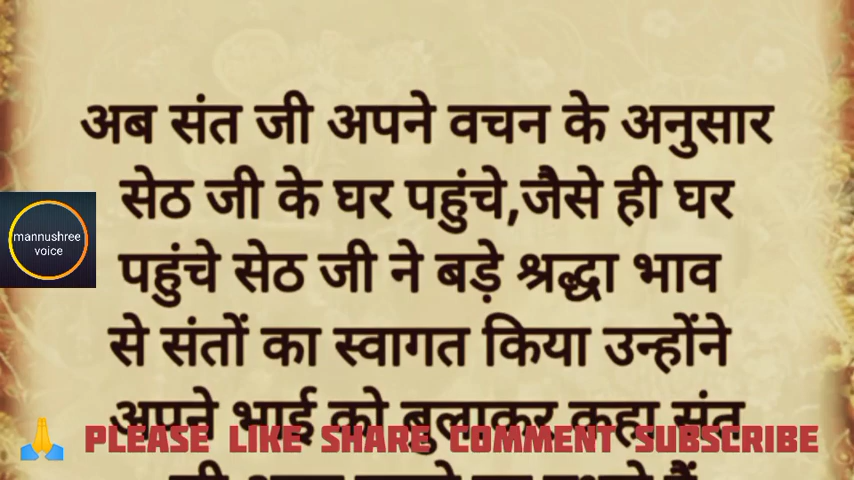 अब संत जी अपने वचन के अनुसार
सेठ जी के घर पहुंचे,जैसे ही घर
पहुंचे सेठ जी ने बड़े श्रद्धा भाव
से संतों का स्वागत किया उन्होंने
अपने भाई को बुलाकर कहा संत
mannushree
voice
🙏 PLEASE LIKE SHARE COMMENT SUBSCRIBE